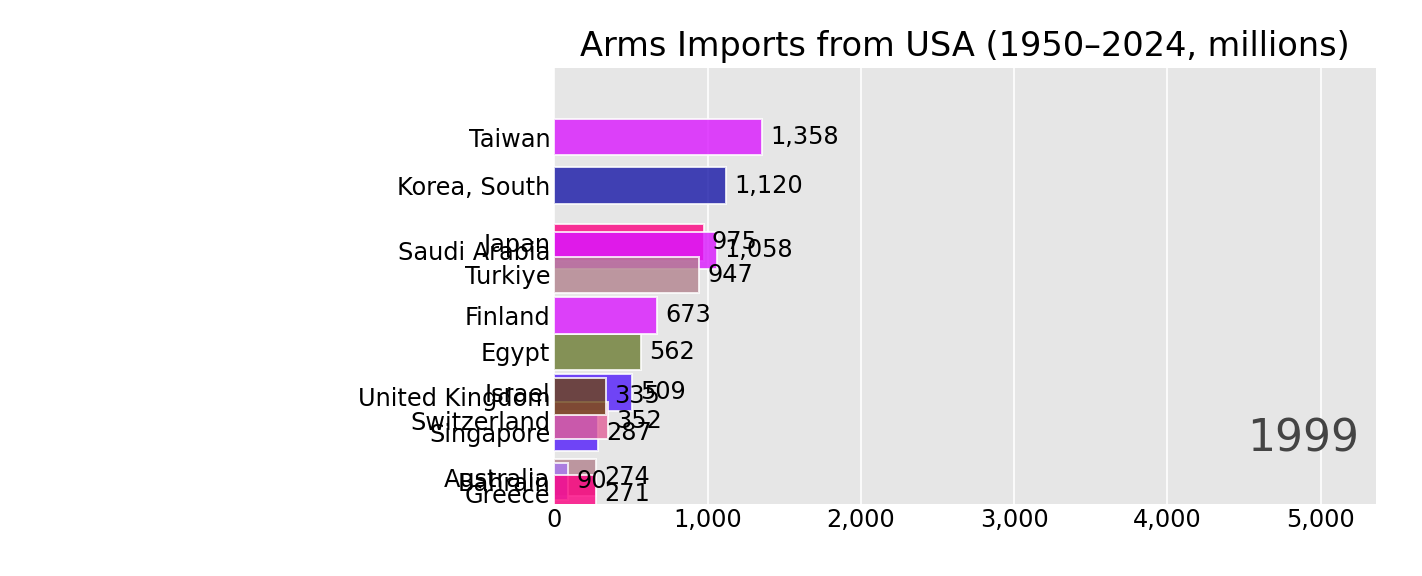 Arms Imports from USA (1950–2024, millions)
Taiwan 1,358
Korea, South 1,120
Japan 975
Saudi Arabia 1,058
Turkiye 947
Finland 673
Egypt 562
Israel 509
United Kingdom 335
Switzerland 352
Singapore 287
1999
Australia 274
Bahrain 90
Greece 271
0 1,000 2,000 3,000 4,000 5,000